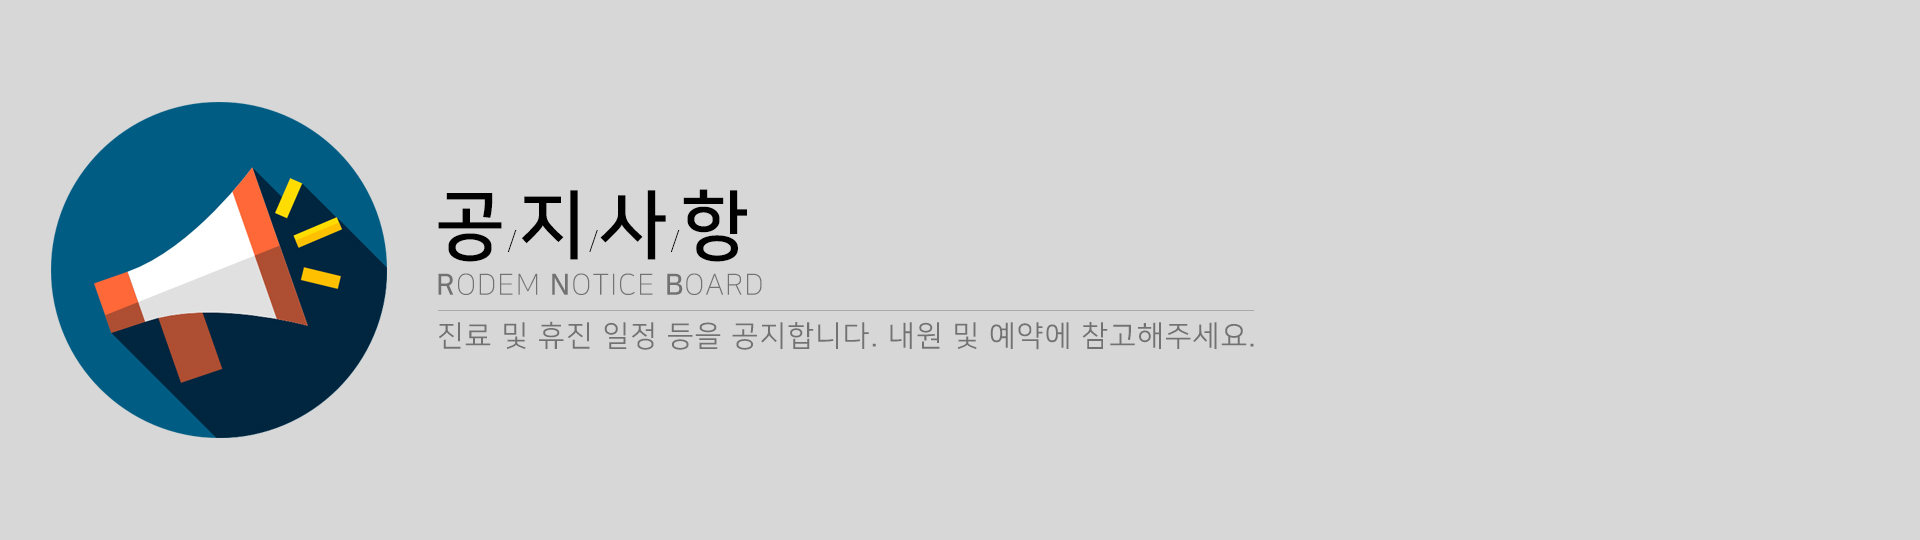 공/지/사/항
RODEM NOTICE BOARD
진료 및 휴진 일정 등을 공지합니다. 내원 및 예약에 참고해주세요.